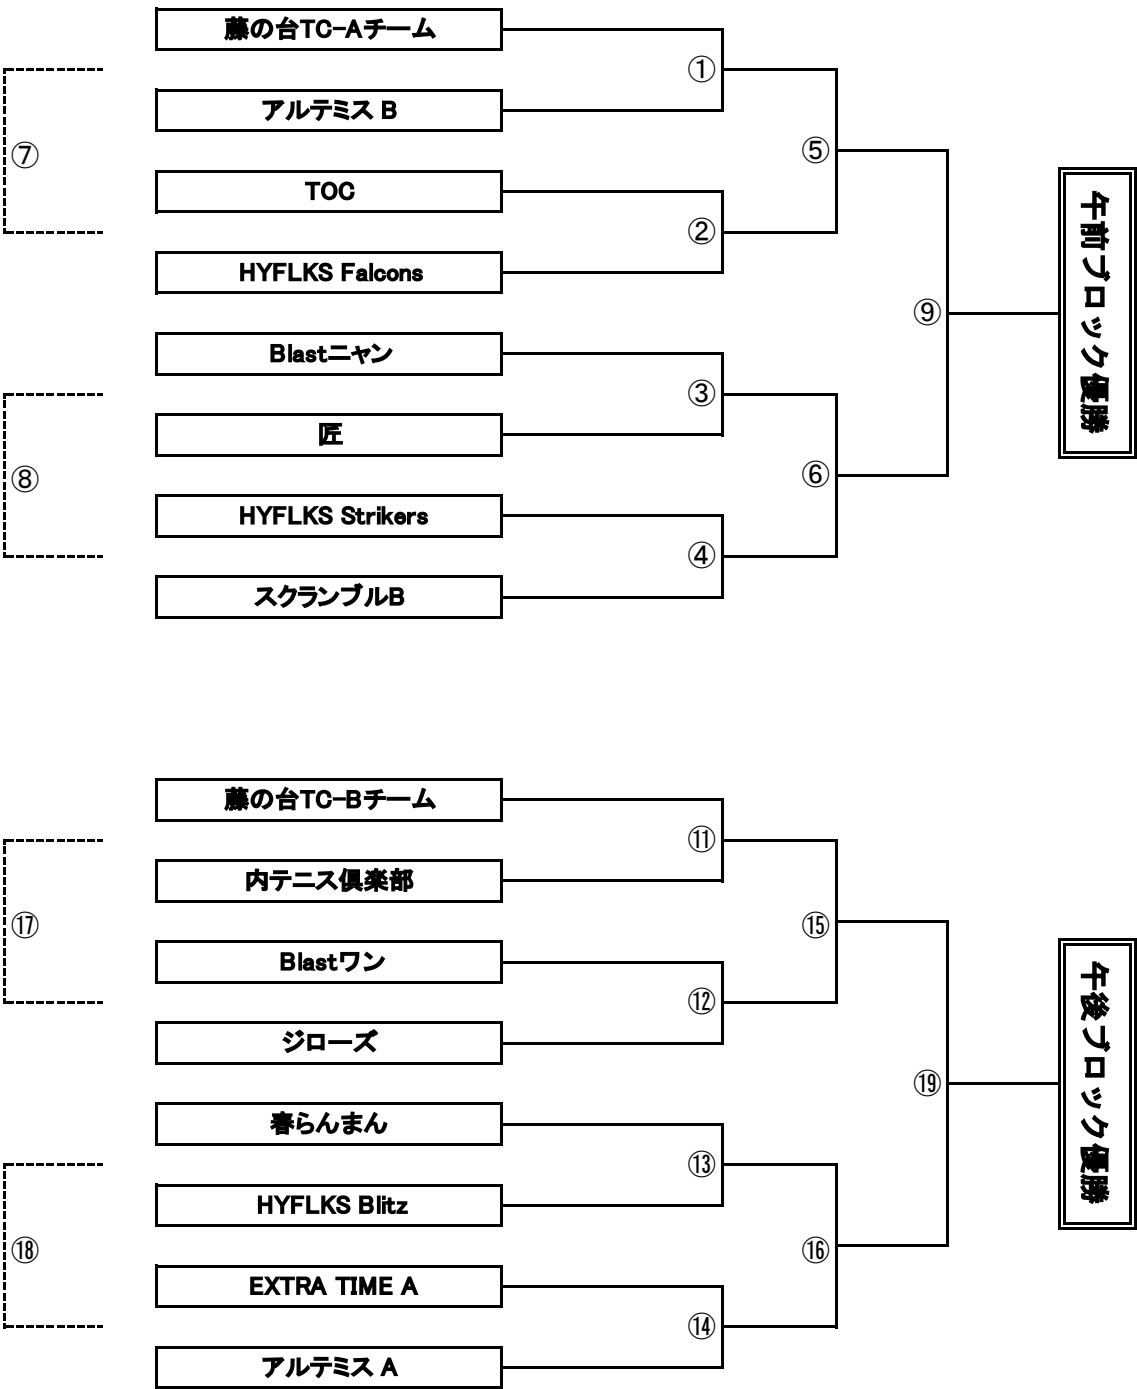 藤の台TC-Aチーム
①
アルテミス B
⑦
⑤
TOC
②
HYFLKS Falcons
午前ブロック優勝
⑨
Blastニャン
③
匠
⑧
⑥
HYFLKS Strikers
④
スクランブルB
藤の台TC-Bチーム
⑪
内テニス倶楽部
⑰
⑮
Blastワン
⑫
ジローズ
午後ブロック優勝
⑲
春らんまん
⑬
HYFLKS Blitz
⑱
⑯
EXTRA TIME A
⑭
アルテミス A